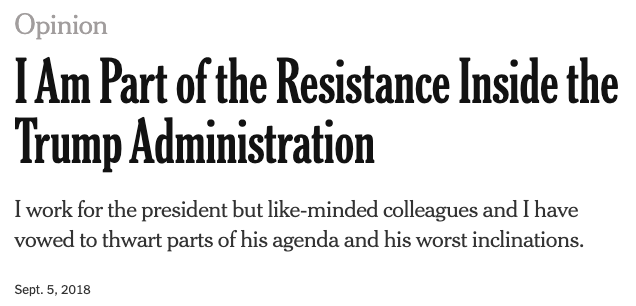 Opinion
I Am Part of the Resistance Inside the
Trump Administration
I work for the president but like-minded colleagues and I have
vowed to thwart parts of his agenda and his worst inclinations.
Sept. 5, 2018